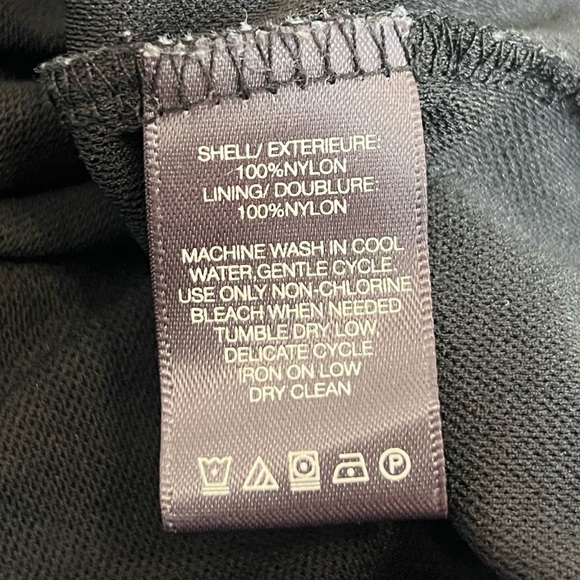 SHELL/ EXTERIEURE:
100%NYLON
LINING/ DOUBLURE:
100%NYLON
MACHINE WASH IN COOL
WATER GENTLE CYCLE.
USE ONLY NON-CHLORINE
BLEACH WHEN NEEDED
TUMBLE DRY LOW
DELICATE CYCLE
IRON ON LOW
DRY CLEAN
P